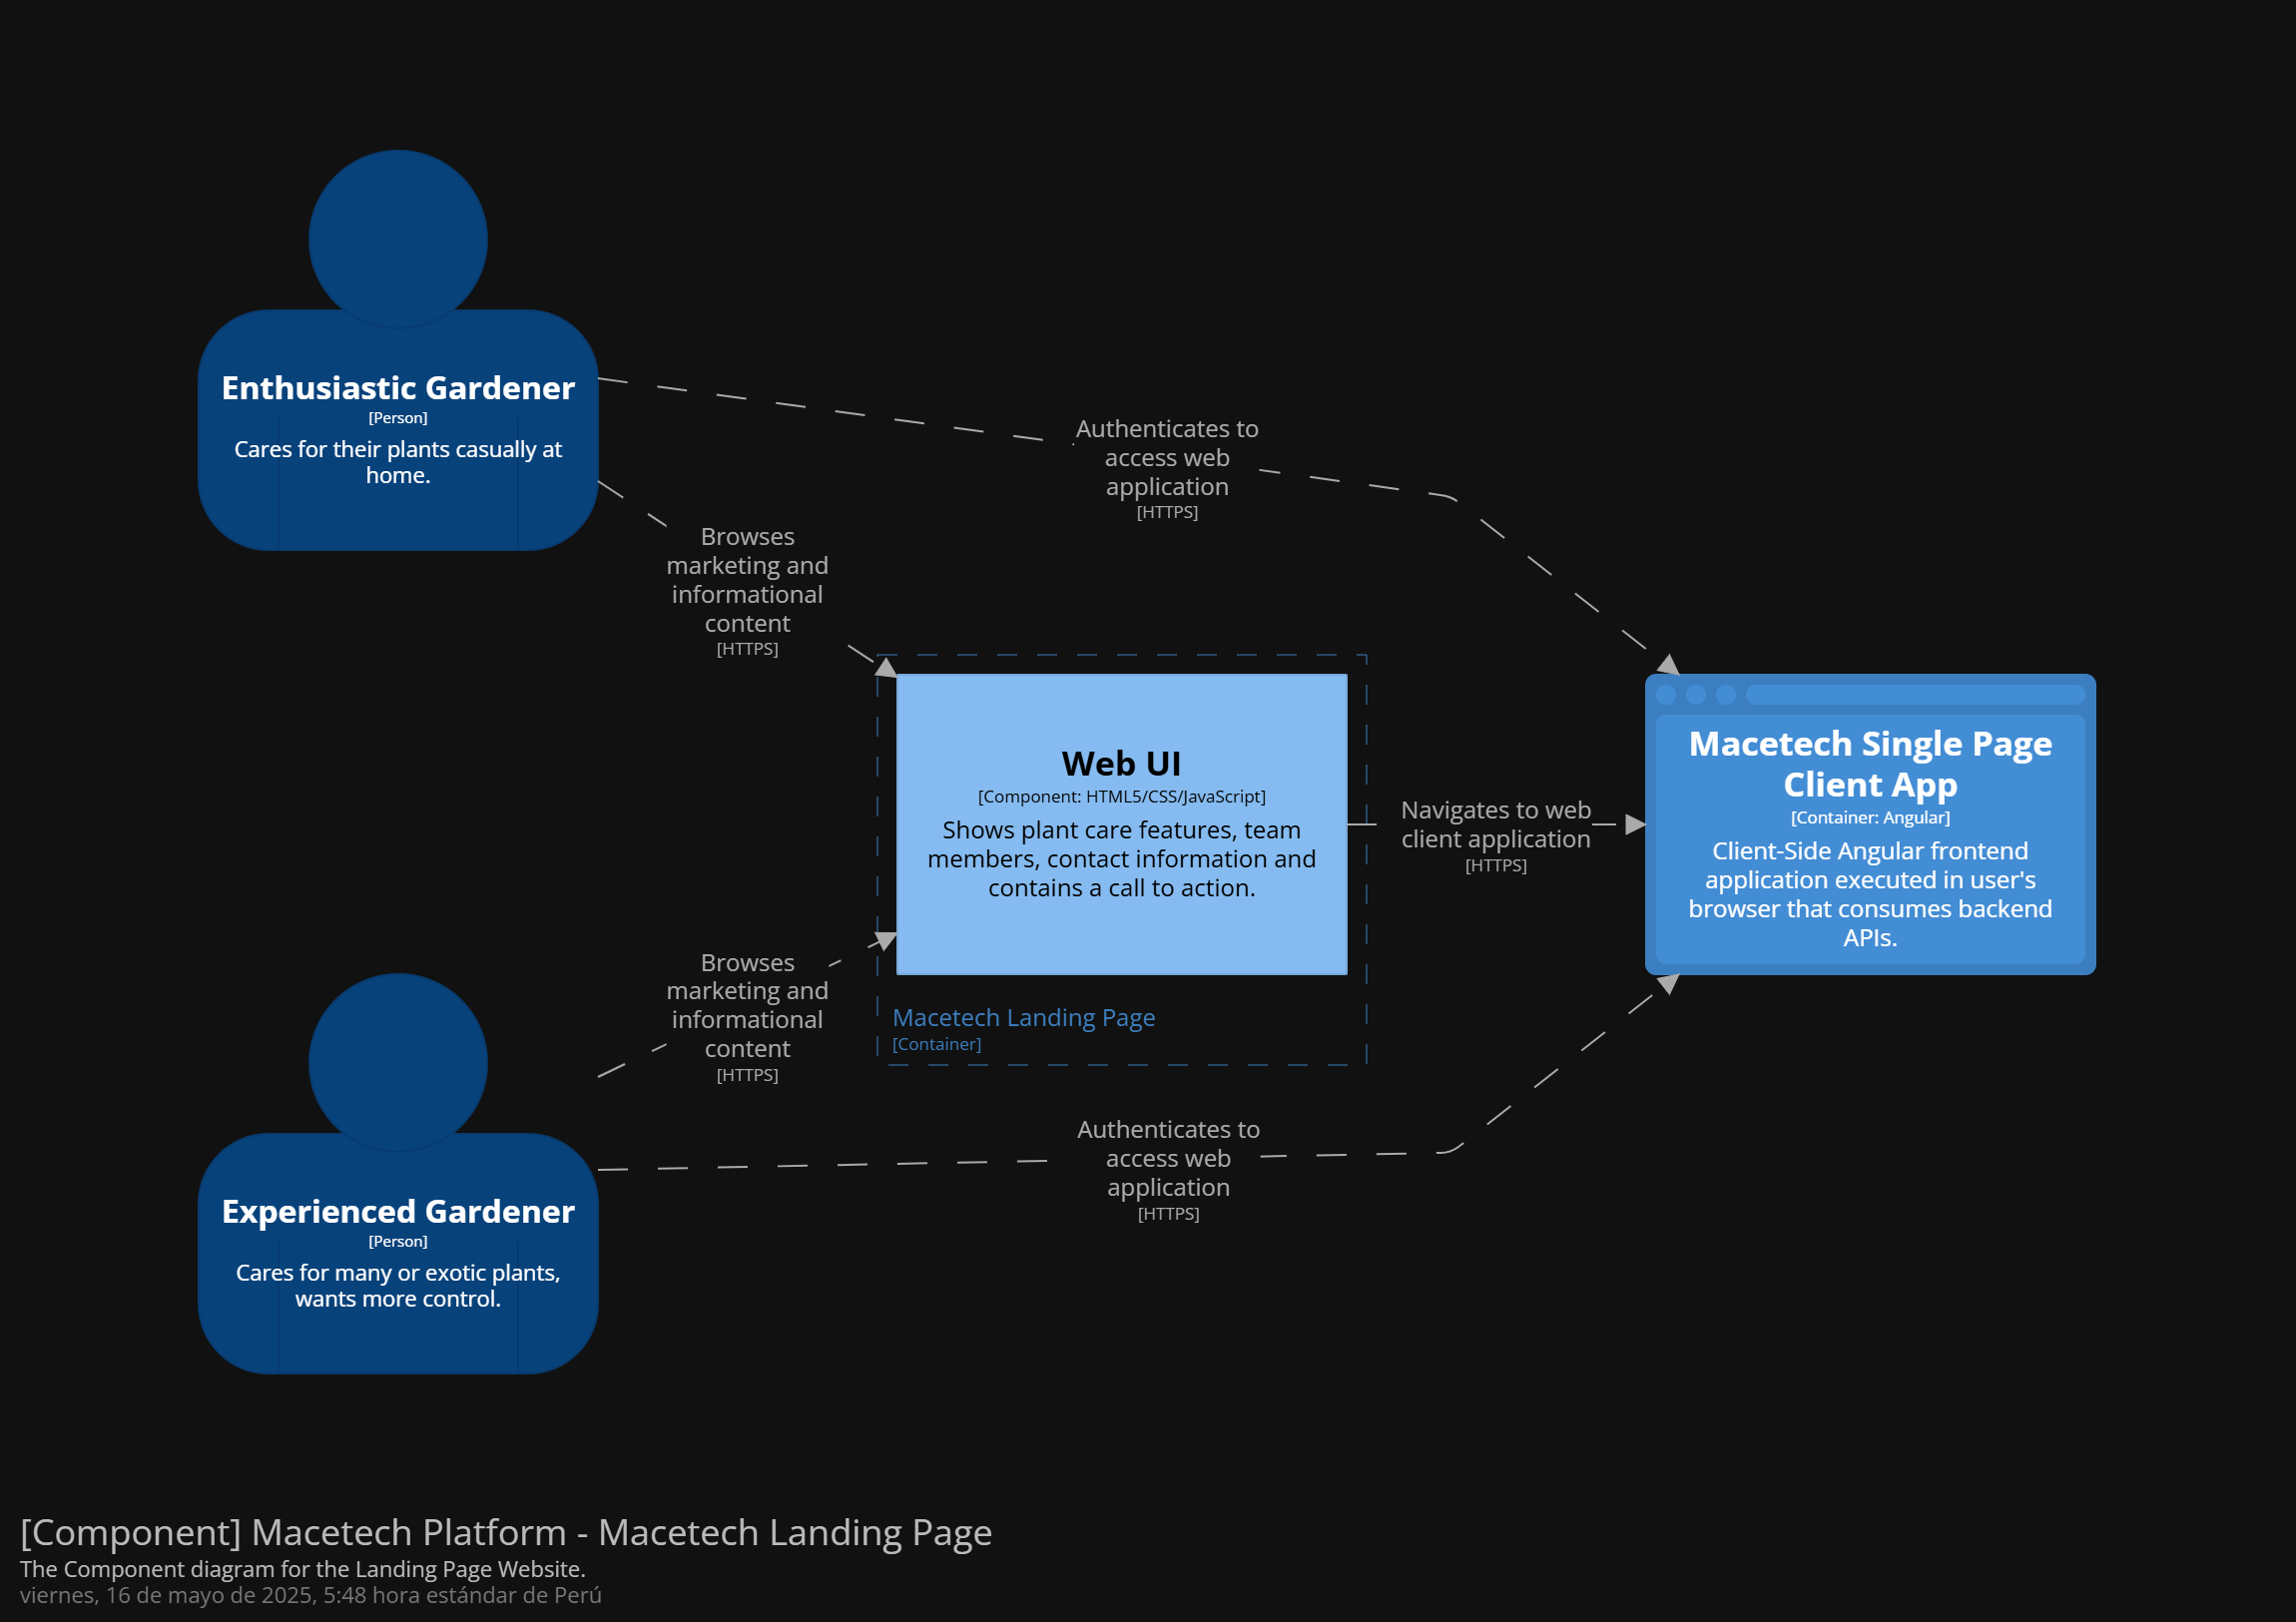 Enthusiastic Gardener
[Person]
Cares for their plants casually at
home.
Authenticates to
access web
application
[HTTPS]
Browses
marketing and
informational
content
[HTTPS]
Web UI
[Component: HTML5/CSS/JavaScript]
Shows plant care features, team
members, contact information and
contains a call to action.
Macetech Landing Page
[Container]
Navigates to web
client application
[HTTPS]
Macetech Single Page
Client App
[Container: Angular]
Client-Side Angular frontend
application executed in user's
browser that consumes backend
APIs.
Browses
marketing and
informational
content
[HTTPS]
Authenticates to
access web
application
[HTTPS]
Experienced Gardener
[Person]
Cares for many or exotic plants,
wants more control.
[Component] Macetech Platform - Macetech Landing Page
The Component diagram for the Landing Page Website.
viernes, 16 de mayo de 2025, 5:48 hora estándar de Perú